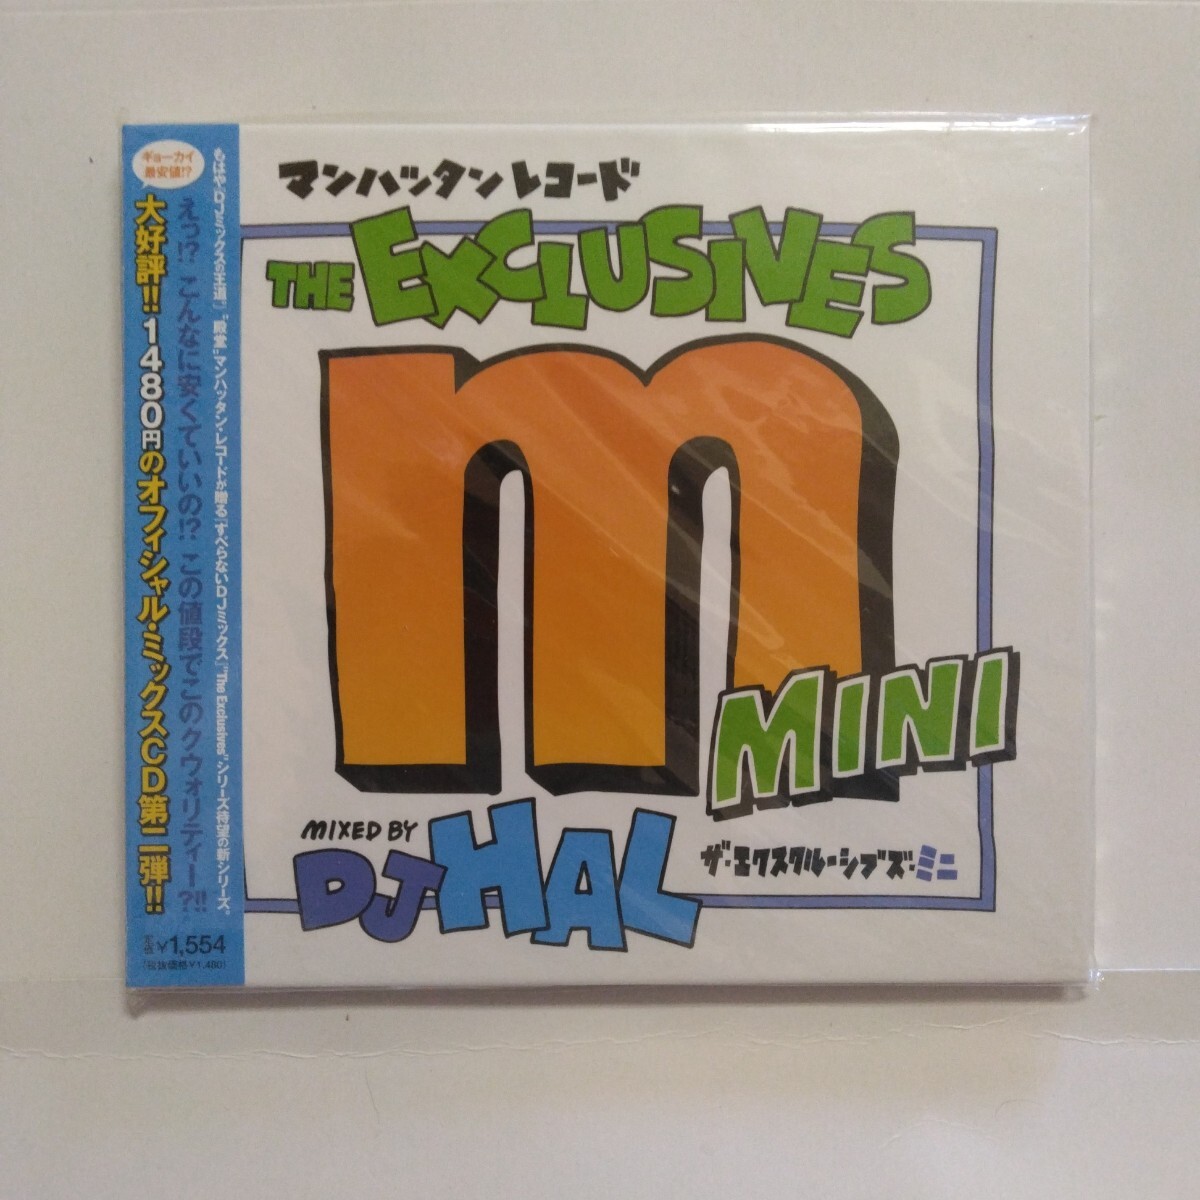 ギョーカイ
最安値!?
もはや"DJミックスの王道"、"殿堂"マンハッタン・レコードが贈る『すべらないDJミックス』"The Exclusives"シリーズ待望の新シリーズ。
えっ!? こんなに安くていいの!? この値段でこのクウォリティー?!!
大好評!!1480円のオフィシャル・ミックスCD第二弾!!
定価¥1,554
(税抜価格¥1,480)
マンハッタンレコード
THE EXCLUSIVES
m
MINI
MIXED BY
DJ HAL
ザ・エクスクルーシブズ・ミニ